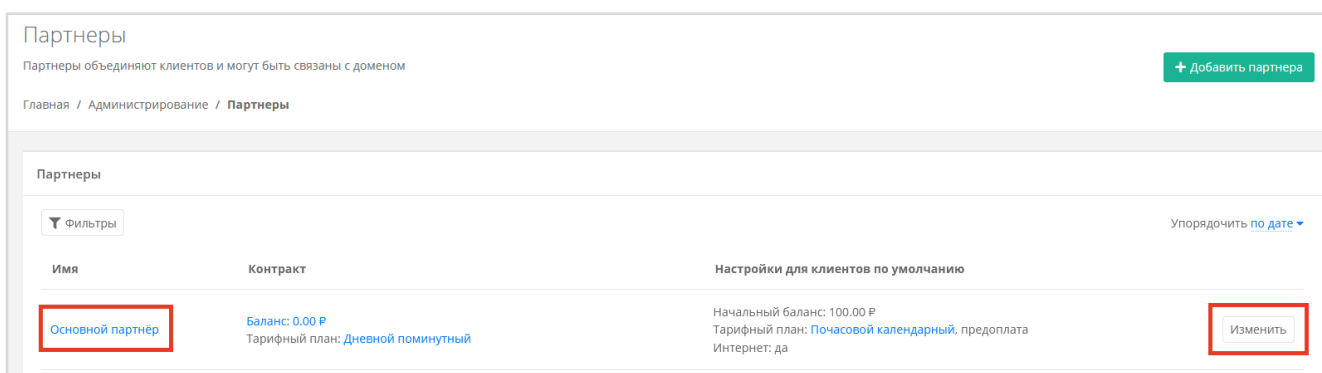 Партнеры
Партнеры объединяют клиентов и могут быть связаны с доменом
+ Добавить партнера
Главная / Администрирование / Партнеры
Партнеры
Фильтры
Упорядочить по дате
Имя Контракт Настройки для клиентов по умолчанию
Основной партнёр
Баланс: 0.00 ₽
Тарифный план: Дневной поминутный
Начальный баланс: 100.00 ₽
Тарифный план: Почасовой календарный, предоплата
Интернет: да
Изменить